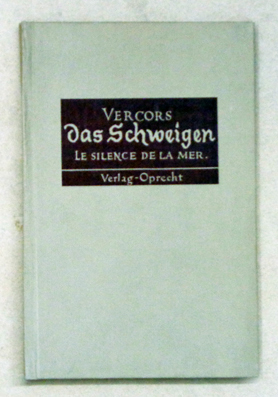 VERCORS
Das Schweigen
LE SILENCE DE LA MER.
Verlag-Oprecht